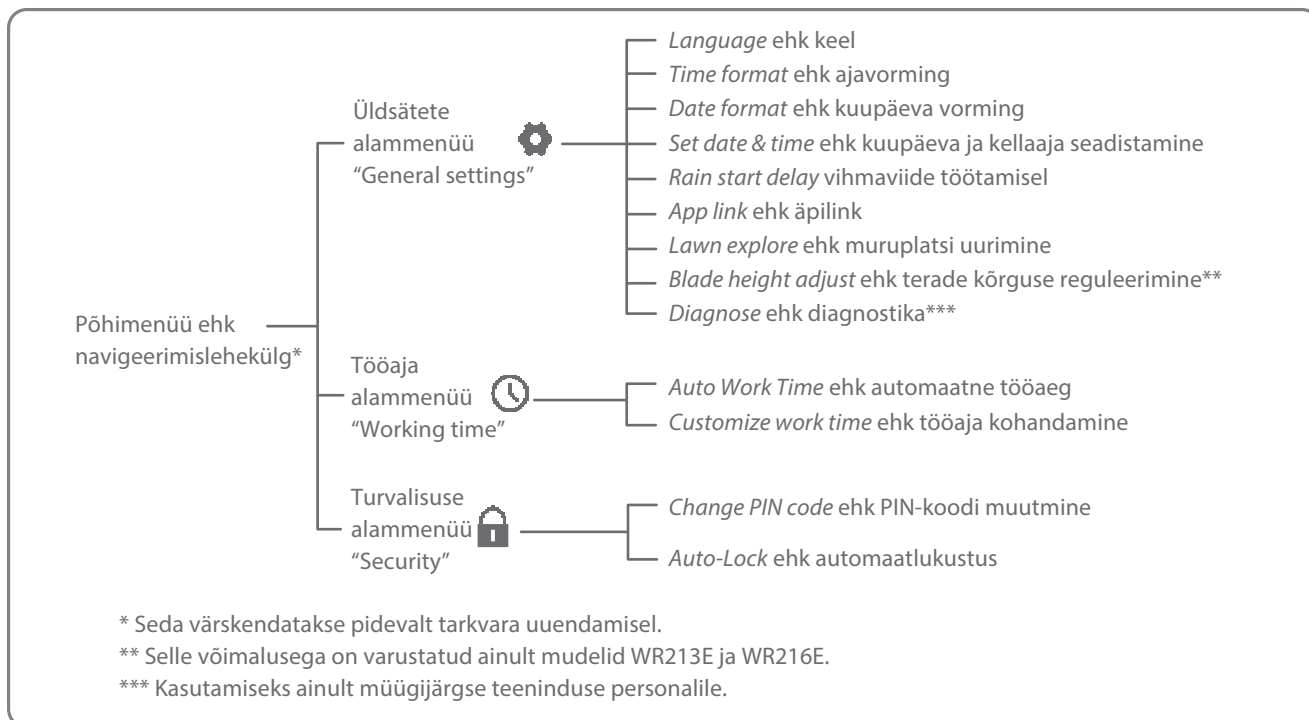 Põhimenüü ehk
navigeerimislehekülg*
Üldsätete
alammenüü
“General settings”
Language ehk keel
Time format ehk ajavorming
Date format ehk kuupäeva vorming
Set date & time ehk kuupäeva ja kellaaja seadistamine
Rain start delay vihmaviide töötamisel
App link ehk äpilink
Lawn explore ehk muruplatsi uurimine
Blade height adjust ehk terade kõrguse reguleerimine**
Diagnose ehk diagnostika***
Tööaja
alammenüü
“Working time”
Auto Work Time ehk automaatne tööaeg
Customize work time ehk tööaja kohandamine
Turvalisuse
alammenüü
“Security”
Change PIN code ehk PIN-koodi muutmine
Auto-Lock ehk automaatlukustus
* Seda värskendatakse pidevalt tarkvara uuendamisel.
** Selle võimalusega on varustatud ainult mudelid WR213E ja WR216E.
*** Kasutamiseks ainult müügijärgse teeninduse personalile.